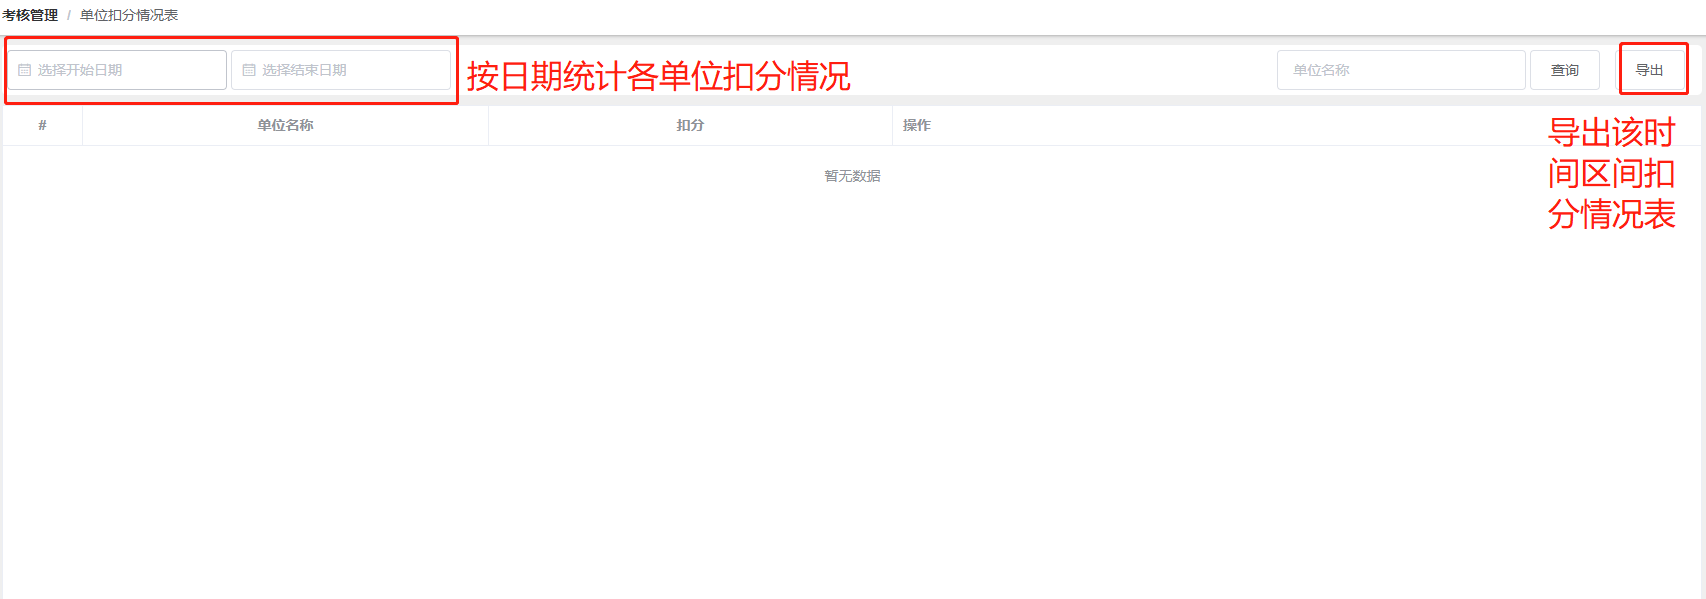 考核管理 / 单位扣分情况表
选择开始日期 选择结束日期 按日期统计各单位扣分情况 单位名称 查询 导出
# 单位名称 扣分 操作
导出该时
间区间扣
分情况表
暂无数据